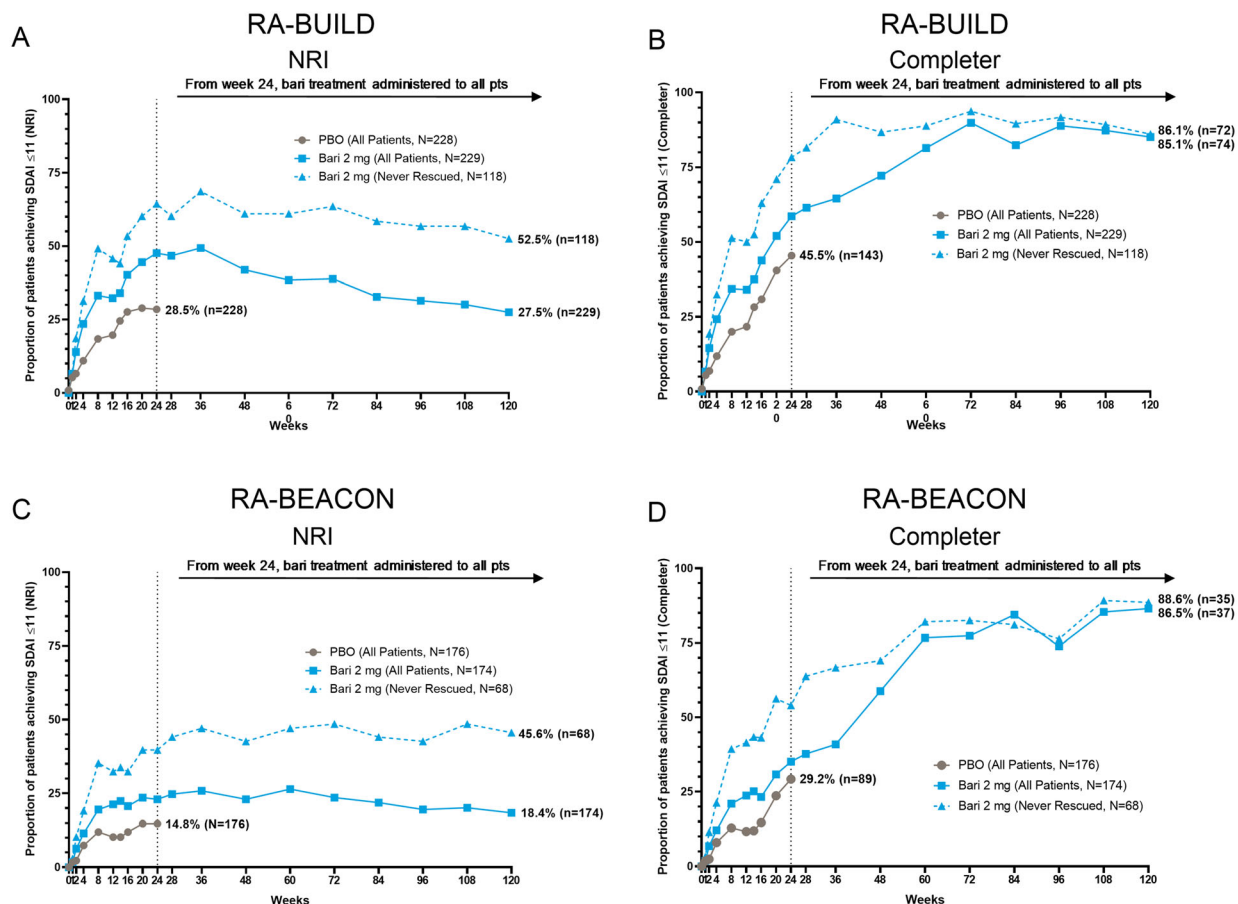 A
RA-BUILD
NRI
From week 24, bari treatment administered to all pts
Proportion of patients achieving SDAI ≤11 (NRI)
100
75
50
25
0
PBO (All Patients, N=228)
Bari 2 mg (All Patients, N=229)
Bari 2 mg (Never Rescued, N=118)
52.5% (n=118)
28.5% (n=228)
27.5% (n=229)
0 1 2 4 8 12 16 20 24 28 36 48 6 72 84 96 108 120
0
Weeks
B
RA-BUILD
Completer
From week 24, bari treatment administered to all pts
Proportion of patients achieving SDAI ≤11 (Completer)
100
75
50
25
0
86.1% (n=72)
85.1% (n=74)
PBO (All Patients, N=228)
Bari 2 mg (All Patients, N=229)
Bari 2 mg (Never Rescued, N=118)
45.5% (n=143)
0 1 2 4 8 12 16 2 24 28 36 48 6 72 84 96 108 120
0 0
Weeks
C
RA-BEACON
NRI
From week 24, bari treatment administered to all pts
Proportion of patients achieving SDAI ≤11 (NRI)
100
75
50
25
0
PBO (All Patients, N=176)
Bari 2 mg (All Patients, N=174)
Bari 2 mg (Never Rescued, N=68)
45.6% (n=68)
18.4% (n=174)
14.8% (N=176)
0 1 2 4 8 12 16 20 24 28 36 48 60 72 84 96 108 120
Weeks
D
RA-BEACON
Completer
From week 24, bari treatment administered to all pts
Proportion of patients achieving SDAI ≤11 (Completer)
100
75
50
25
0
88.6% (n=35)
86.5% (n=37)
PBO (All Patients, N=176)
Bari 2 mg (All Patients, N=174)
Bari 2 mg (Never Rescued, N=68)
29.2% (n=89)
0 1 2 4 8 12 16 20 24 28 36 48 60 72 84 96 108 120
Weeks